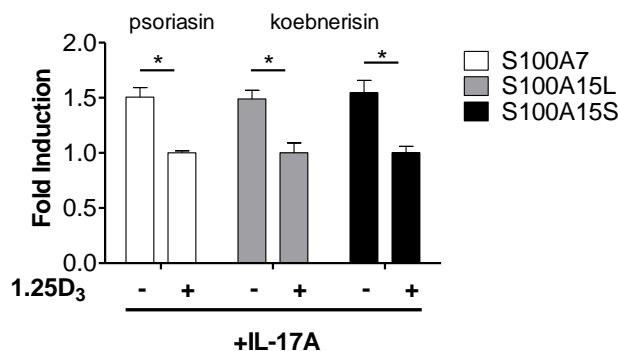 psoriasin koebnerisin
2.0
1.5
1.0
0.5
0.0
Fold Induction
* * *
S100A7
S100A15L
S100A15S
1.25D₃ - + - + - +
+IL-17A